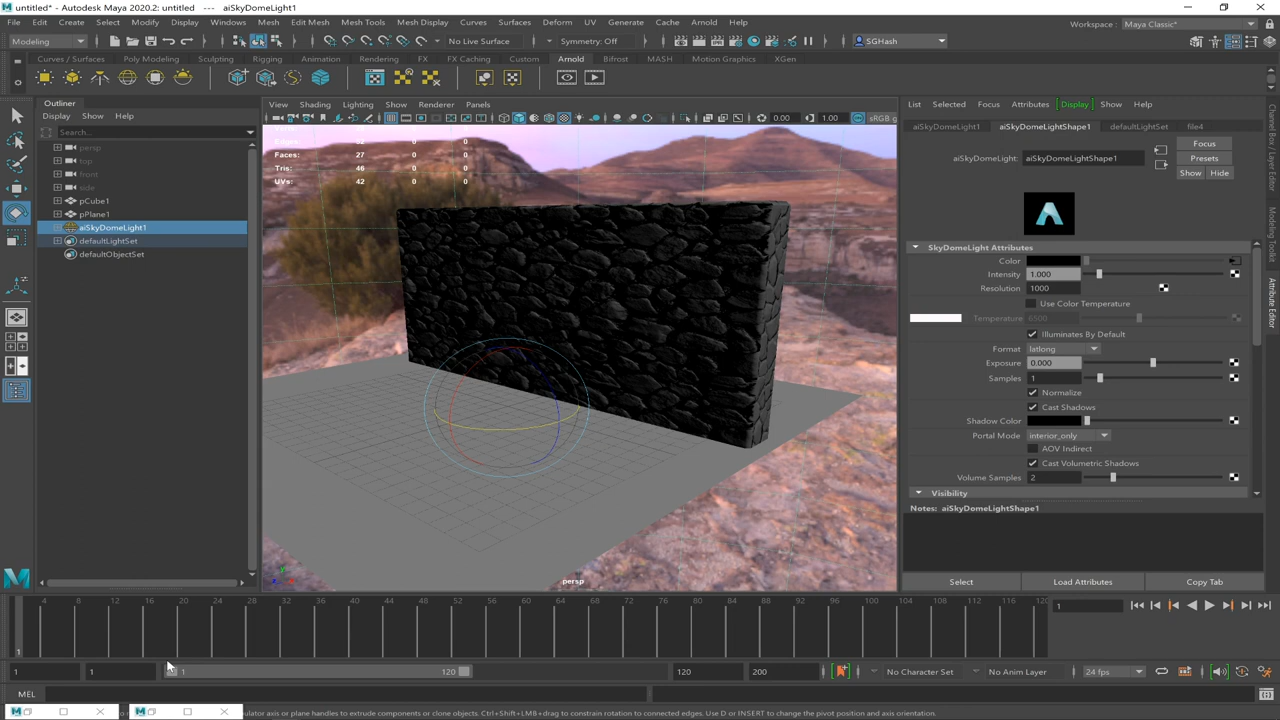 untitled* - Autodesk Maya 2020.2: untitled --- aiSkyDomeLight1
File Edit Create Select Modify Display Windows Mesh Edit Mesh Mesh Tools Mesh Display Curves Surfaces Deform UV Generate Cache Arnold Help
Workspace : Maya Classic*
Modeling No Live Surface Symmetry: Off SGHash
Curves / Surfaces Poly Modeling Sculpting Rigging Animation Rendering FX FX Caching Custom Arnold Bifrost MASH Motion Graphics XGen
Outliner
Display Show Help
Search...
persp
top
front
side
pCube1
pPlane1
aiSkyDomeLight1
defaultLightSet
defaultObjectSet
View Shading Lighting Show Renderer Panels
0.00 1.00 sRGB g
Faces: 27 0 0
Tris: 46 0 0
UVs: 42 0 0
persp
List Selected Focus Attributes Display Show Help
aiSkyDomeLight1 aiSkyDomeLightShape1 defaultLightSet file4
aiSkyDomeLight: aiSkyDomeLightShape1
Focus
Presets
Show Hide
SkyDomeLight Attributes
Color
Intensity 1.000
Resolution 1000
Use Color Temperature
Temperature 6500
Illuminates By Default
Format latlong
Exposure 0.000
Samples 1
Normalize
Cast Shadows
Shadow Color
Portal Mode interior_only
AOV Indirect
Cast Volumetric Shadows
Volume Samples 2
Visibility
Notes: aiSkyDomeLightShape1
Select Load Attributes Copy Tab
Channel Box / Layer Editor
Modeling Toolkit
Attribute Editor
4 8 12 16 20 24 28 32 36 40 44 48 52 56 60 64 68 72 76 80 84 88 92 96 100 104 108 112 116 120
1
1
1 1 1 120 120 200 No Character Set No Anim Layer 24 fps
MEL
ulator axis or plane handles to extrude components or clone objects. Ctrl+Shift+LMB+drag to constrain rotation to connected edges. Use D or INSERT to change the pivot position and axis orientation.